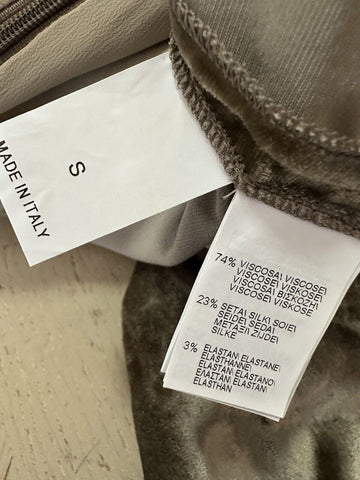 MADE IN ITALY
S
74% VISCOSA\ VISCOSE\
VISCOSE\ VISKOSE\
VISCOSE\ ΒΙΣΚΟΖΗ\
VISCOSE\ VISKOSE
23% SETA\ SILK\ SOIE\
SEIDE\ SEDA\
ΜΕΤΑΞΙ\ ZIJDE\
SILKE
3% ELASTAN\ ELASTANE\
ELASTHANNE\
ELASTAN\ ELASTANO\
ΕΛΑΣΤΑΝ\ ELASTAN\
ELASTHAN